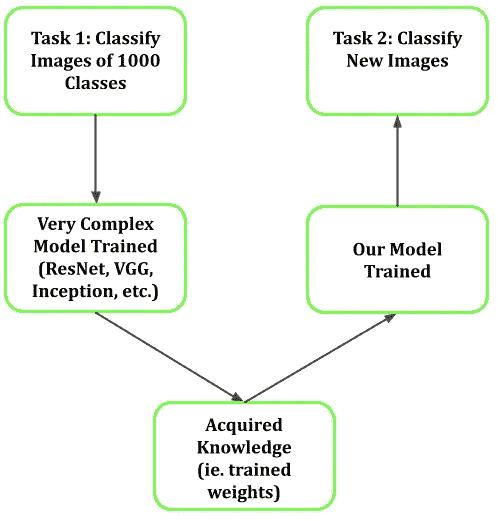 Task 1: Classify
Images of 1000
Classes
Task 2: Classify
New Images
Very Complex
Model Trained
(ResNet, VGG,
Inception, etc.)
Our Model
Trained
Acquired
Knowledge
(ie. trained
weights)